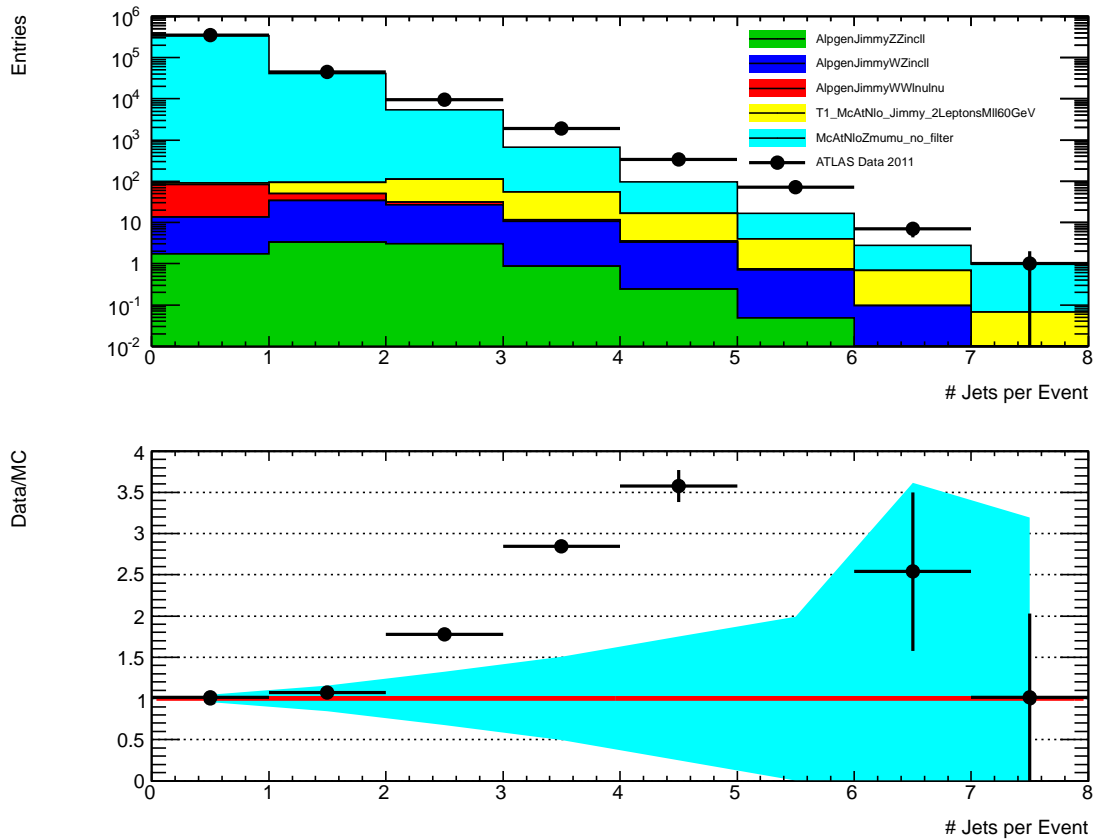 Entries
10^6
10^5
10^4
10^3
10^2
10
1
10^-1
10^-2
AlpgenJimmyZZincll
AlpgenJimmyWZincll
AlpgenJimmyWWlnulnu
T1_McAtNlo_Jimmy_2LeptonsMll60GeV
McAtNloZmumu_no_filter
ATLAS Data 2011
0 1 2 3 4 5 6 7 8
# Jets per Event
Data/MC
4
3.5
3
2.5
2
1.5
1
0.5
0
0 1 2 3 4 5 6 7 8
# Jets per Event